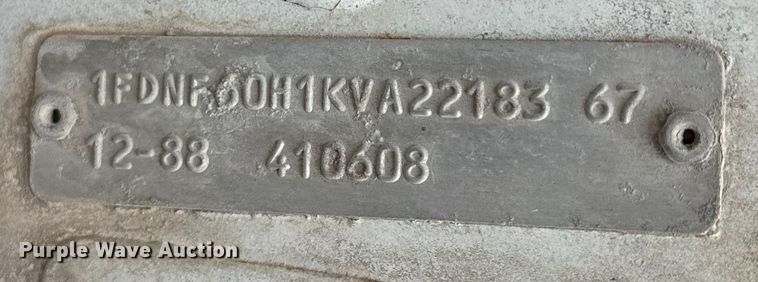 1FDNF60H1KVA22183 67
12-88 410608
Purple Wave Auction